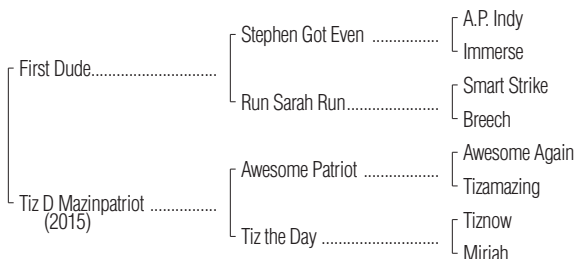 A.P. Indy
Stephen Got Even ................
Immerse
First Dude..............................
Smart Strike
Run Sarah Run......................
Breech
Awesome Again
Awesome Patriot ..................
Tizamazing
Tiz D Mazinpatriot ................
(2015)
Tiznow
Tiz the Day ............................
Miriah